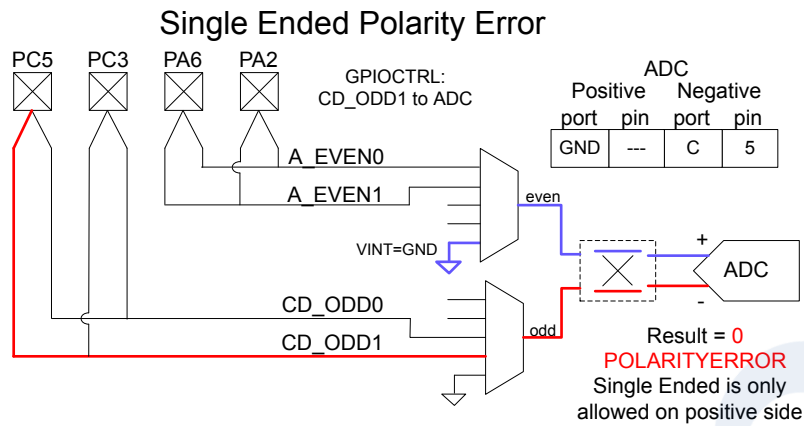 Single Ended Polarity Error
PC5 PC3 PA6 PA2
GPIOCTRL:
CD_ODD1 to ADC
ADC
Positive Negative
port pin port pin
GND --- C 5
A_EVEN0
A_EVEN1
even
VINT=GND
+
ADC
-
CD_ODD0
CD_ODD1
odd
Result = 0
POLARITYERROR
Single Ended is only
allowed on positive side